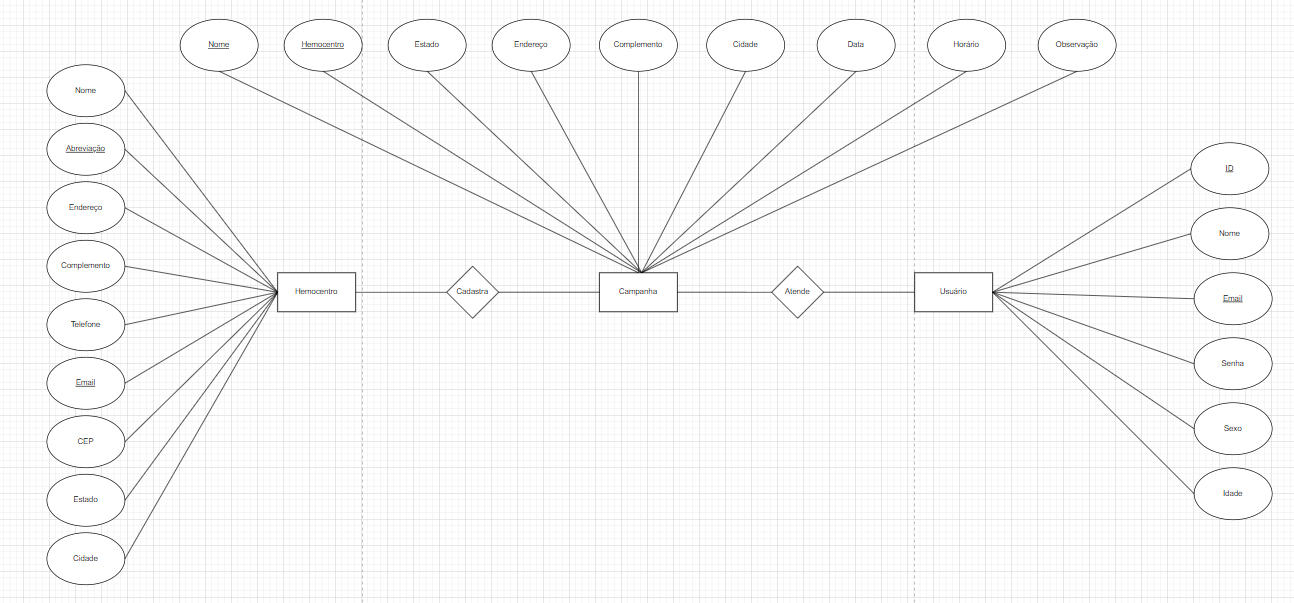 Nome
Hemocentro
Estado
Endereço
Complemento
Cidade
Data
Horário
Observação
Nome
Abreviação
Endereço
Complemento
Telefone
Email
CEP
Estado
Cidade
Hemocentro
Cadastra
Campanha
Atende
Usuário
ID
Nome
Email
Senha
Sexo
Idade